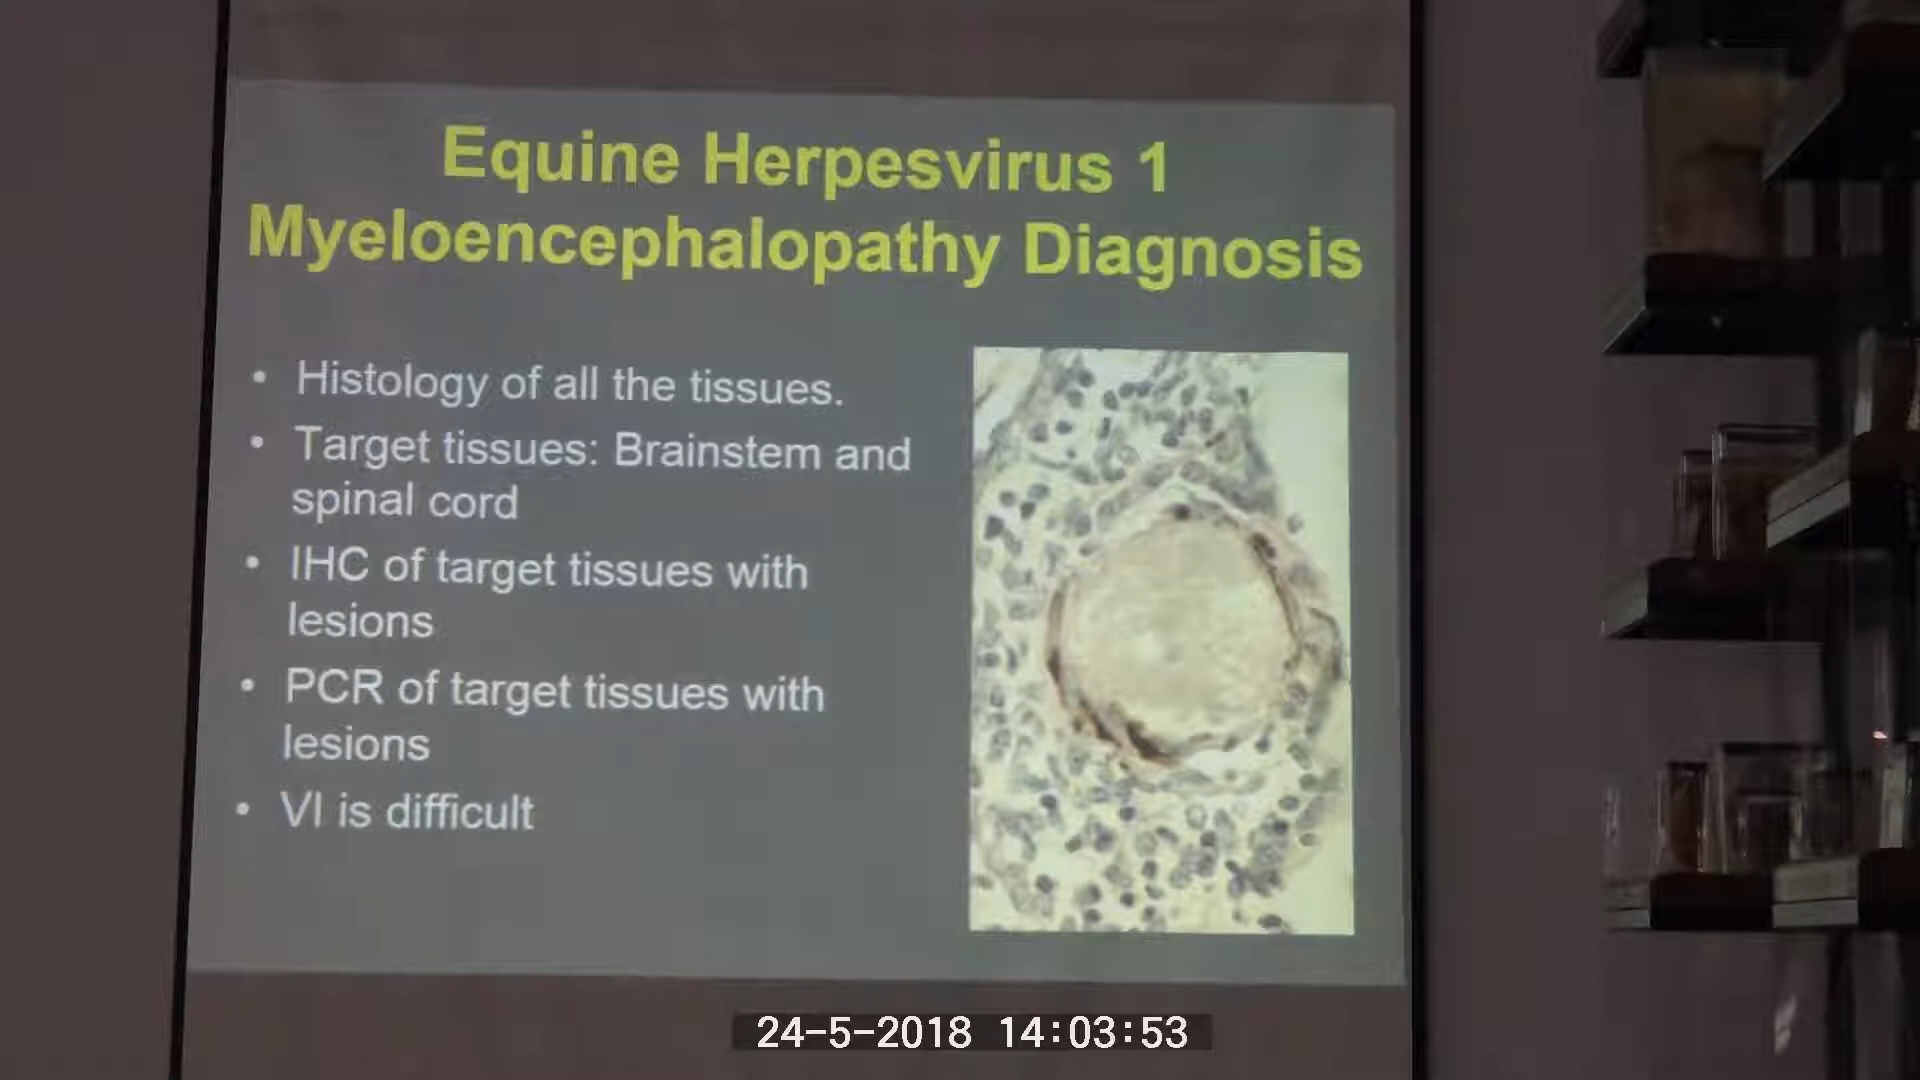 Equine Herpesvirus 1
Myeloencephalopathy Diagnosis
• Histology of all the tissues.
• Target tissues: Brainstem and
spinal cord
• IHC of target tissues with
lesions
• PCR of target tissues with
lesions
• VI is difficult
24-5-2018 14:03:53